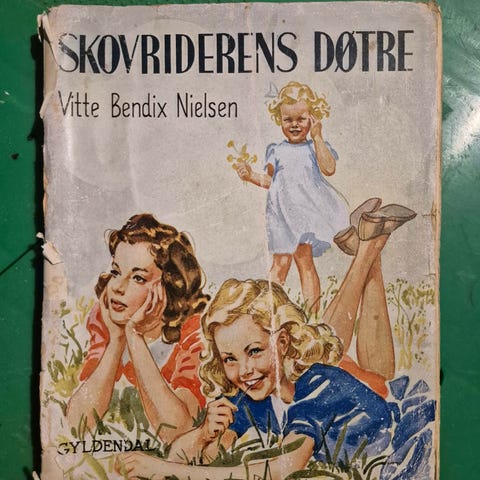 SKOVRIDERENS DØTRE
Vitte Bendix Nielsen
GYLDENDAL